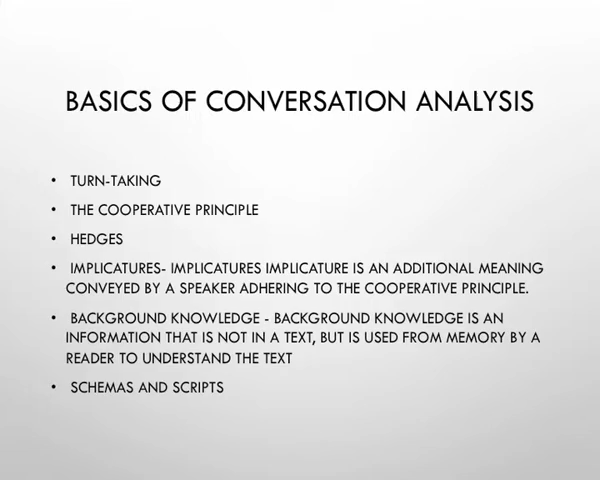 BASICS OF CONVERSATION ANALYSIS
• TURN-TAKING
• THE COOPERATIVE PRINCIPLE
• HEDGES
• IMPLICATURES- IMPLICATURES IMPLICATURE IS AN ADDITIONAL MEANING
CONVEYED BY A SPEAKER ADHERING TO THE COOPERATIVE PRINCIPLE.
• BACKGROUND KNOWLEDGE - BACKGROUND KNOWLEDGE IS AN
INFORMATION THAT IS NOT IN A TEXT, BUT IS USED FROM MEMORY BY A
READER TO UNDERSTAND THE TEXT
• SCHEMAS AND SCRIPTS